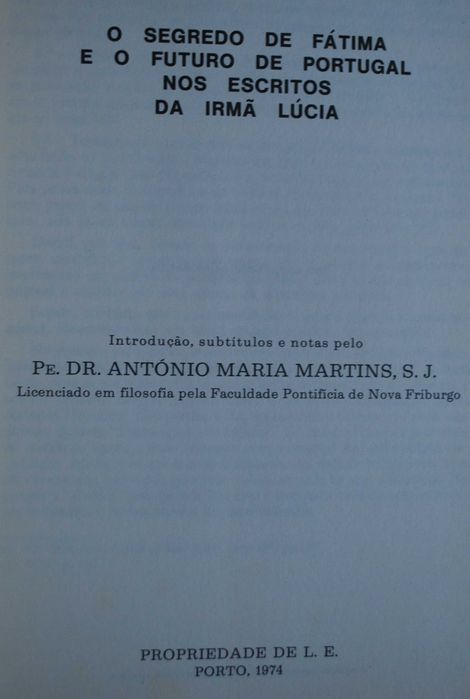 O SEGREDO DE FÁTIMA
E O FUTURO DE PORTUGAL
NOS ESCRITOS
DA IRMÃ LÚCIA
Introdução, subtítulos e notas pelo
PE. DR. ANTÓNIO MARIA MARTINS, S. J.
Licenciado em filosofia pela Faculdade Pontifícia de Nova Friburgo
PROPRIEDADE DE L. E.
PORTO, 1974